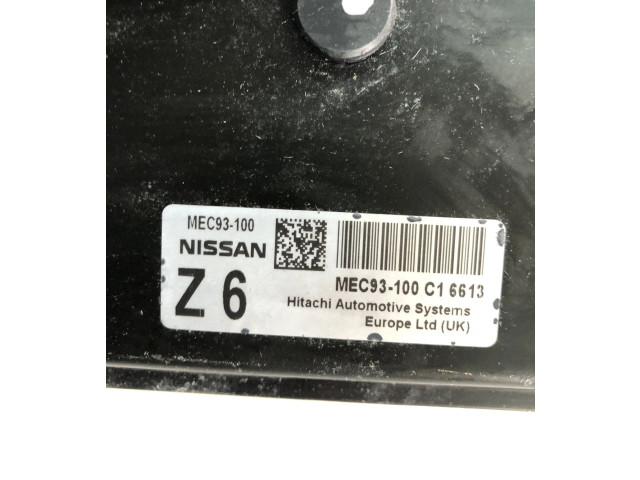 MEC93-100
NISSAN
Z 6
MEC93-100 C1 6613
Hitachi Automotive Systems
Europe Ltd (UK)